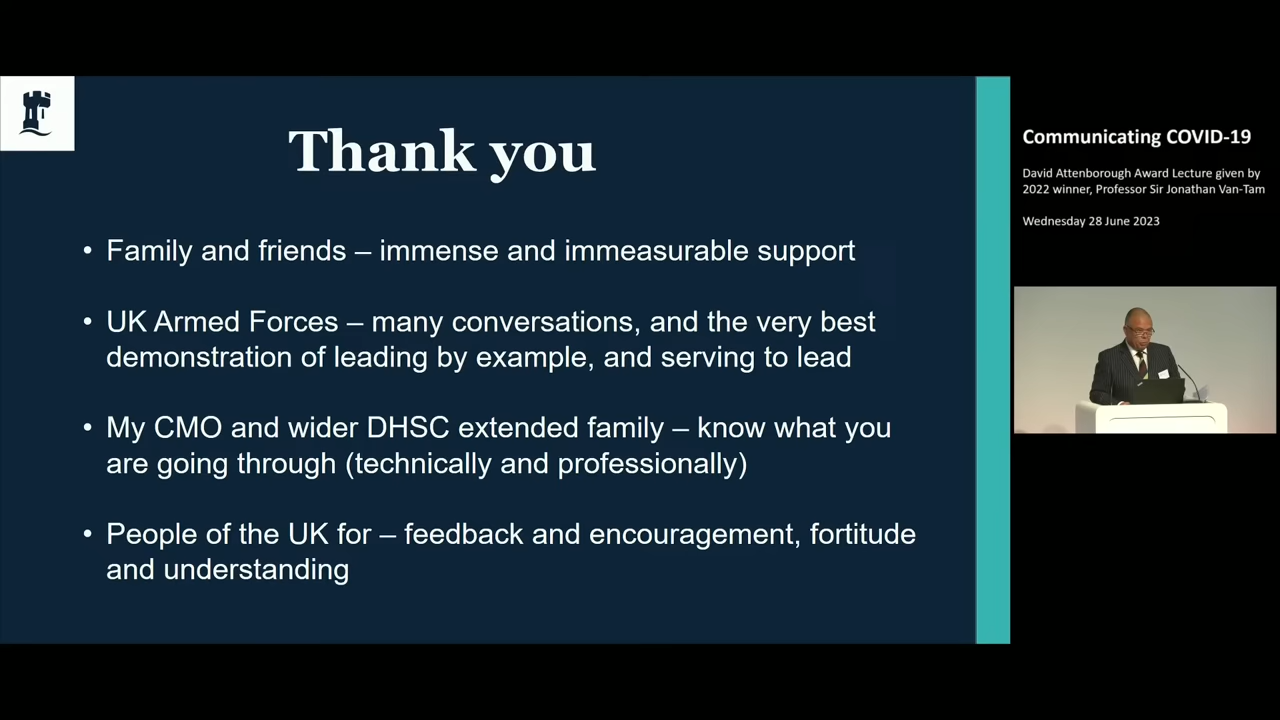 Thank you
• Family and friends – immense and immeasurable support
• UK Armed Forces – many conversations, and the very best
demonstration of leading by example, and serving to lead
• My CMO and wider DHSC extended family – know what you
are going through (technically and professionally)
• People of the UK for – feedback and encouragement, fortitude
and understanding
Communicating COVID-19
David Attenborough Award Lecture given by
2022 winner, Professor Sir Jonathan Van-Tam
Wednesday 28 June 2023